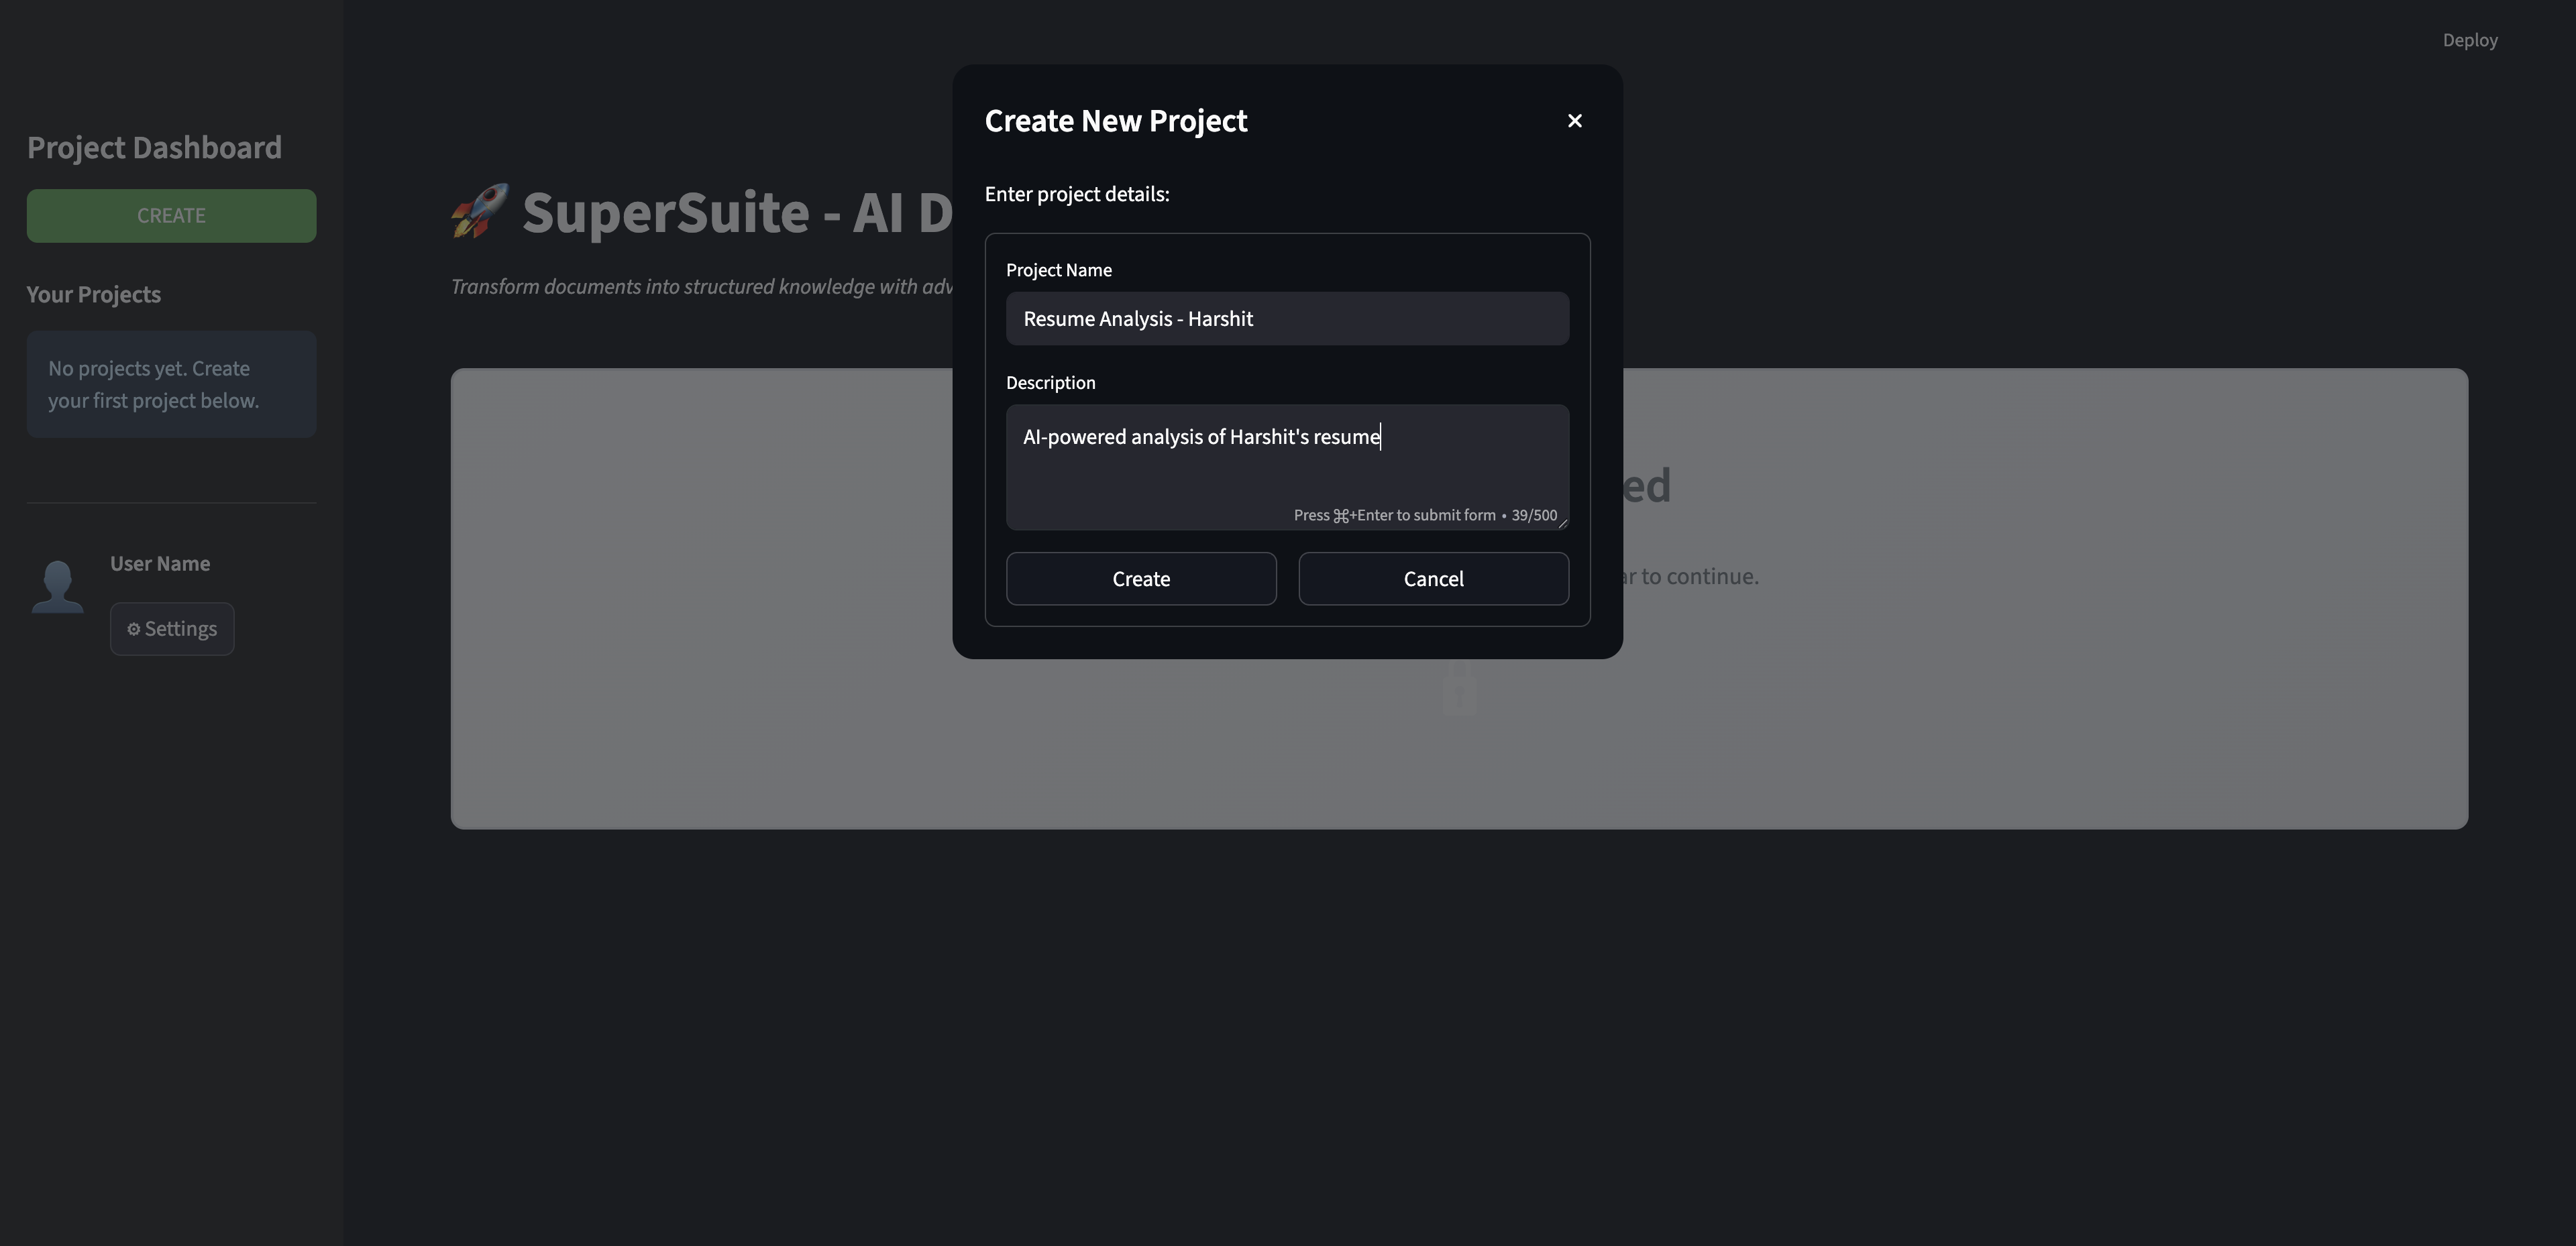 Deploy
Project Dashboard
CREATE
Your Projects
No projects yet. Create
your first project below.
User Name
Settings
🚀 SuperSuite - AI D
Transform documents into structured knowledge with adv
Create New Project
Enter project details:
Project Name
Resume Analysis - Harshit
Description
AI-powered analysis of Harshit's resume
Press ⌘+Enter to submit form • 39/500
Create
Cancel
ed
ar to continue.